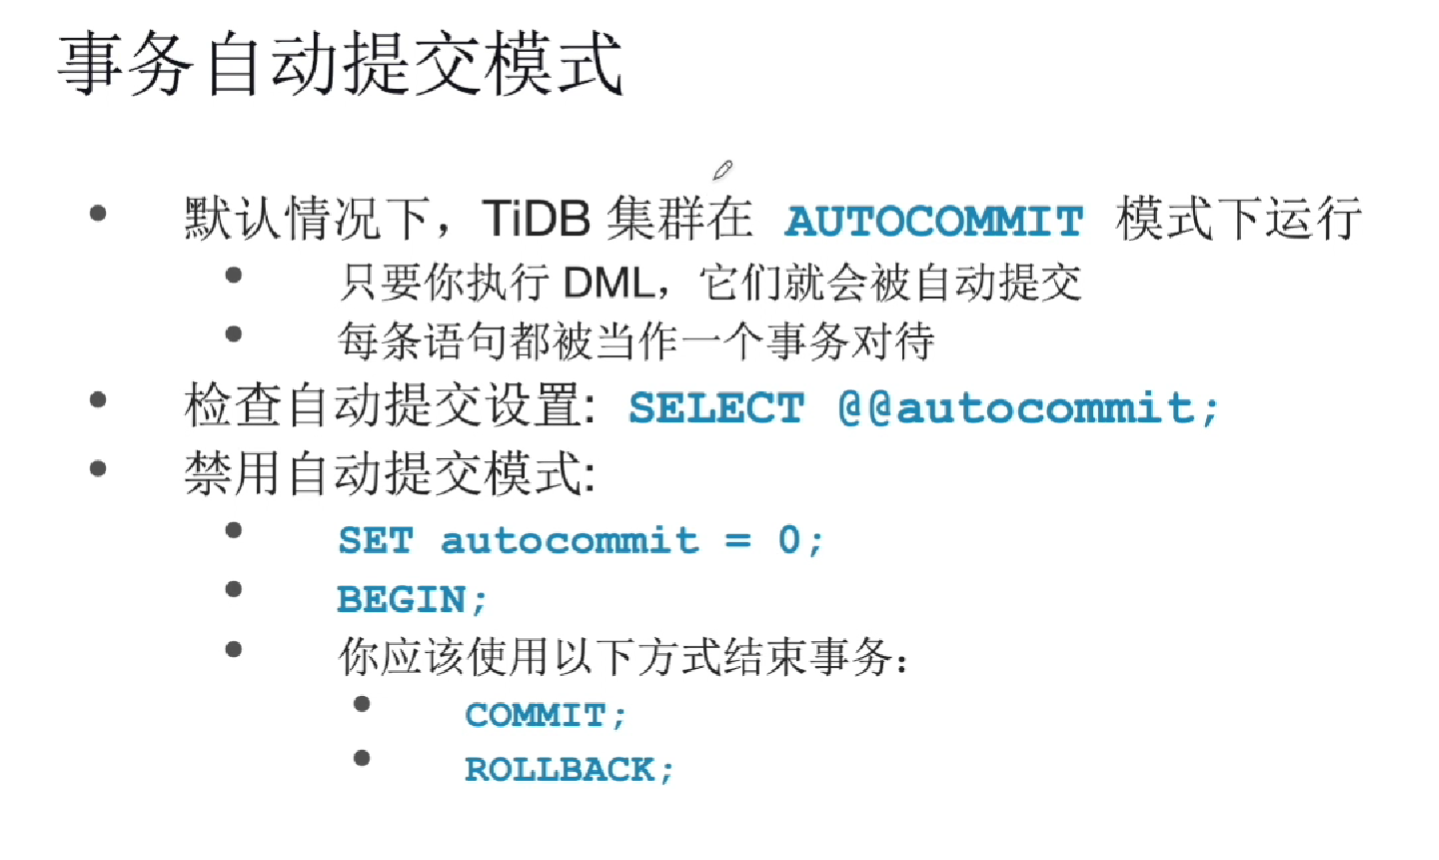 事务自动提交模式
默认情况下，TiDB 集群在 AUTOCOMMIT 模式下运行
只要你执行 DML，它们就会被自动提交
每条语句都被当作一个事务对待
检查自动提交设置: SELECT @@autocommit;
禁用自动提交模式:
SET autocommit = 0;
BEGIN;
你应该使用以下方式结束事务：
COMMIT;
ROLLBACK;